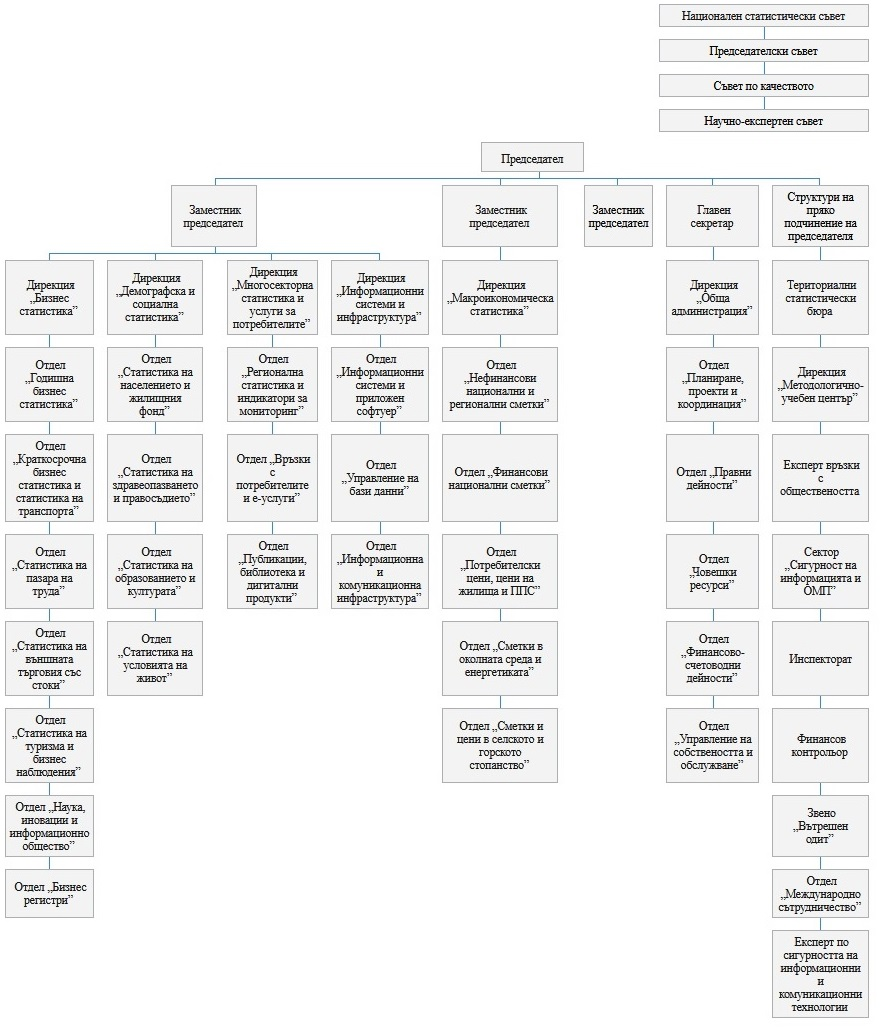 Национален статистически съвет
Председателски съвет
Съвет по качеството
Научно-експертен съвет
Председател
Заместник
председател
Заместник
председател
Заместник
председател
Главен
секретар
Структури на
пряко
подчинение на
председателя
Дирекция
„Бизнес
статистика”
Дирекция
„Демографска и
социална
статистика”
Дирекция
„Многосекторна
статистика и
услуги за
потребителите”
Дирекция
„Информационни
системи и
инфраструктура”
Дирекция
„Макроикономическа
статистика”
Дирекция
„Обща
администрация”
Териториални
статистически
бюра
Отдел
„Годишна
бизнес
статистика”
Отдел
„Статистика на
населението и
жилищния
фонд”
Отдел
„Регионална
статистика и
индикатори за
мониторинг”
Отдел
„Информационни
системи и
приложен
софтуер”
Отдел
„Нефинансови
национални и
регионални сметки”
Отдел
„Планиране,
проекти и
координация”
Дирекция
„Методологично-
учебен център”
Отдел
„Краткосрочна
бизнес
статистика и
статистика на
транспорта”
Отдел
„Статистика на
здравеопазването
и правосъдието”
Отдел „Връзки
с
потребителите
и е-услуги”
Отдел
„Управление на
бази данни”
Отдел „Финансови
национални сметки”
Отдел „Правни
дейности”
Експерт връзки
с
обществеността
Отдел
„Статистика на
пазара на
труда”
Отдел
„Статистика на
образованието и
културата”
Отдел
„Публикации,
библиотека и
дигитални
продукти”
Отдел
„Информационна
и
комуникационна
инфраструктура”
Отдел
„Потребителски
цени, цени на
жилища и ППС”
Отдел
„Човешки
ресурси”
Сектор
„Сигурност на
информацията и
ОМП”
Отдел
„Статистика на
външната
търговия със
стоки”
Отдел
„Статистика на
условията на
живот”
Отдел „Сметки в
околната среда и
енергетиката”
Отдел
„Финансово-
счетоводни
дейности”
Инспекторат
Отдел
„Статистика на
туризма и
бизнес
наблюдения”
Отдел „Сметки и
цени в селското и
горското
стопанство”
Отдел
„Управление на
собствеността и
обслужване”
Финансов
контрольор
Отдел „Наука,
иновации и
информационно
общество”
Звено
„Вътрешен
одит”
Отдел „Бизнес
регистри”
Отдел
„Международно
сътрудничество”
Експерт по
сигурността на
информационни
и
комуникационни
технологии